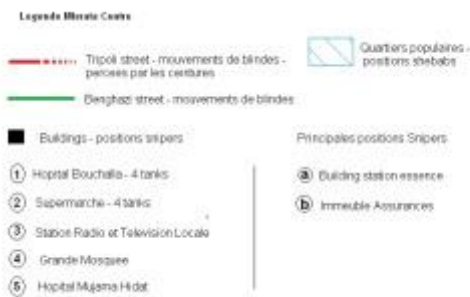 Legende Misrata Centre
Tripoli street - mouvements de blindes -
percees par les ceintures
Quartiers populaires -
positions shebabs
Benghazi street - mouvements de blindes
Buildings - positions snipers
Principales positions Snipers
1 Hopital Bouchalla - 4 tanks
a Building station essence
2 Supermarche - 4 tanks
b Immeuble Assurances
3 Station Radio et Television Locale
4 Grande Mosquee
5 Hopital Mujama Hidat